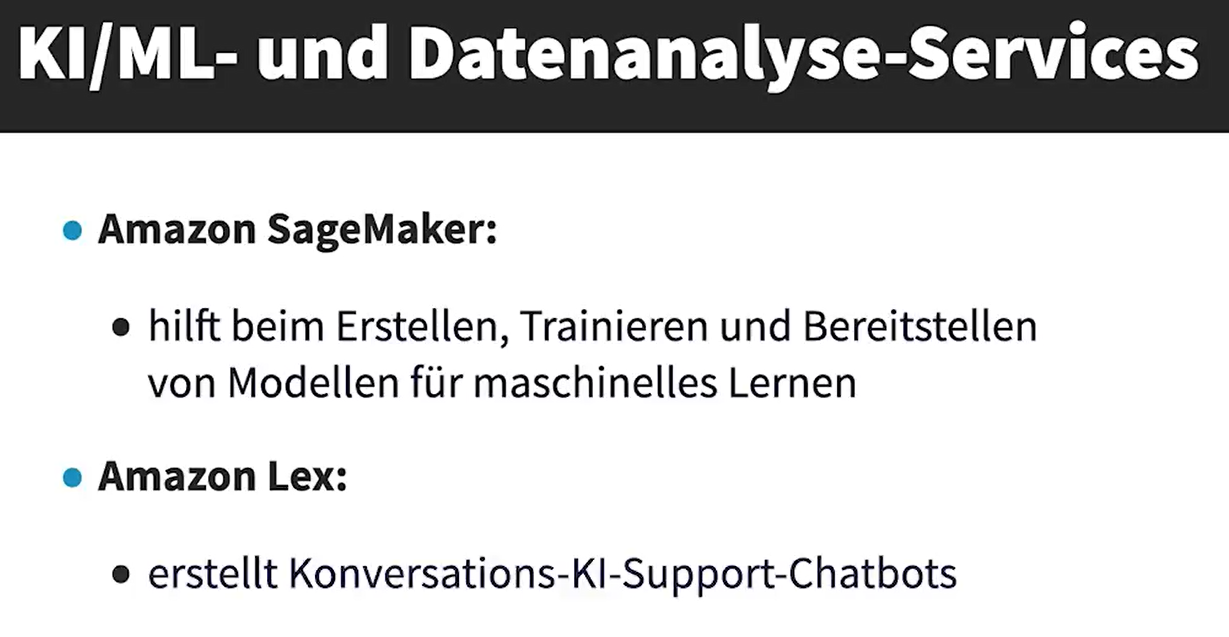 KI/ML- und Datenanalyse-Services
• Amazon SageMaker:
• hilft beim Erstellen, Trainieren und Bereitstellen
von Modellen für maschinelles Lernen
• Amazon Lex:
• erstellt Konversations-KI-Support-Chatbots